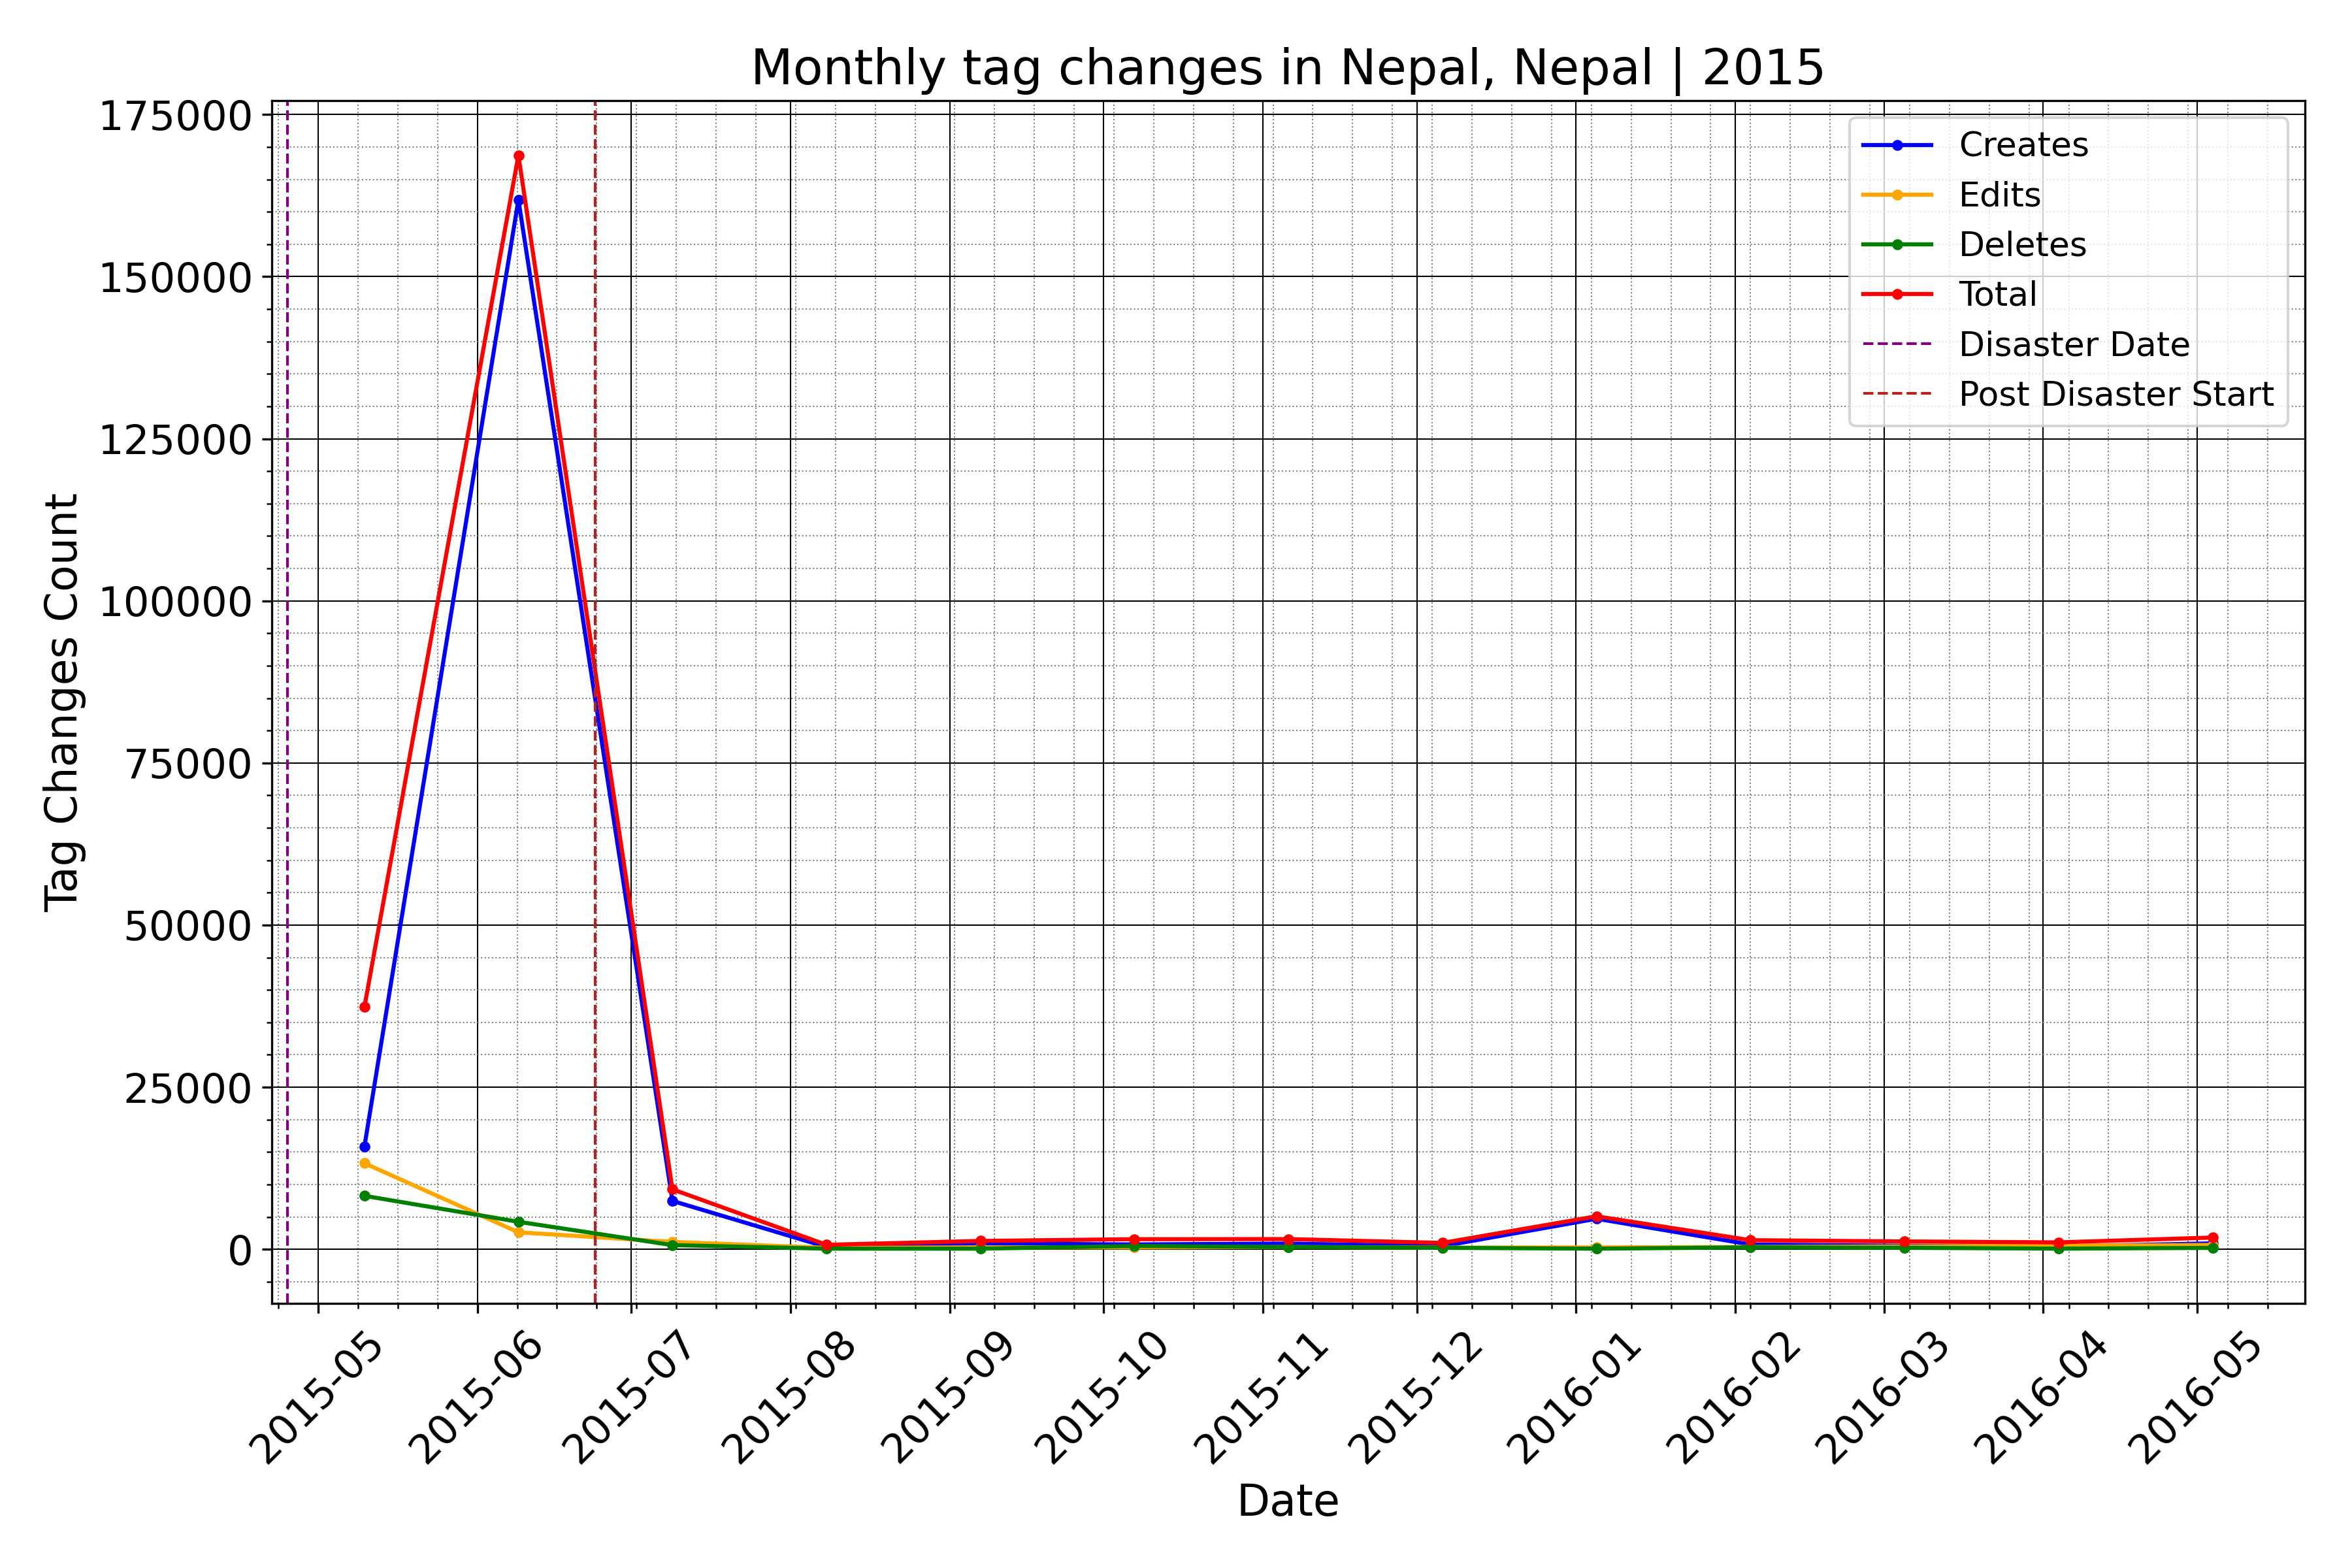 Monthly tag changes in Nepal, Nepal | 2015
175000
150000
125000
100000
75000
50000
25000
0
Tag Changes Count
Creates
Edits
Deletes
Total
Disaster Date
Post Disaster Start
2015-05
2015-06
2015-07
2015-08
2015-09
2015-10
2015-11
2015-12
2016-01
2016-02
2016-03
2016-04
2016-05
Date